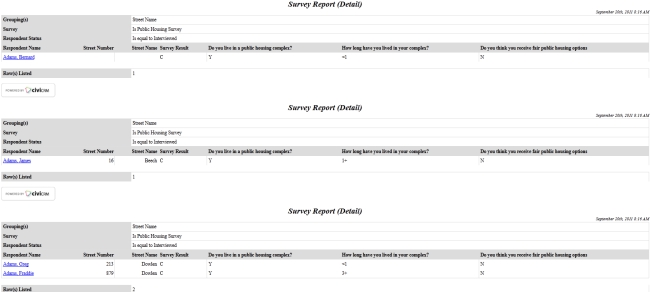 Survey Report (Detail)
September 20th, 2011 8:16 AM
Grouping(s) Street Name
Survey Is Public Housing Survey
Respondent Status Is equal to Interviewed
Respondent Name Street Number Street Name Survey Result Do you live in a public housing complex? How long have you lived in your complex? Do you think you receive fair public housing options
Adams, Bernard C Y <1 N
Row(s) Listed 1
POWERED BY civiCRM
Survey Report (Detail)
September 20th, 2011 8:16 AM
Grouping(s) Street Name
Survey Is Public Housing Survey
Respondent Status Is equal to Interviewed
Respondent Name Street Number Street Name Survey Result Do you live in a public housing complex? How long have you lived in your complex? Do you think you receive fair public housing options
Adams, James 16 Beech C Y 1+ N
Row(s) Listed 1
POWERED BY civiCRM
Survey Report (Detail)
September 20th, 2011 8:16 AM
Grouping(s) Street Name
Survey Is Public Housing Survey
Respondent Status Is equal to Interviewed
Respondent Name Street Number Street Name Survey Result Do you live in a public housing complex? How long have you lived in your complex? Do you think you receive fair public housing options
Adams, Greg 213 Dowlen C Y <1 N
Adams, Freddie 879 Dowlen C Y 3+ N
Row(s) Listed 2